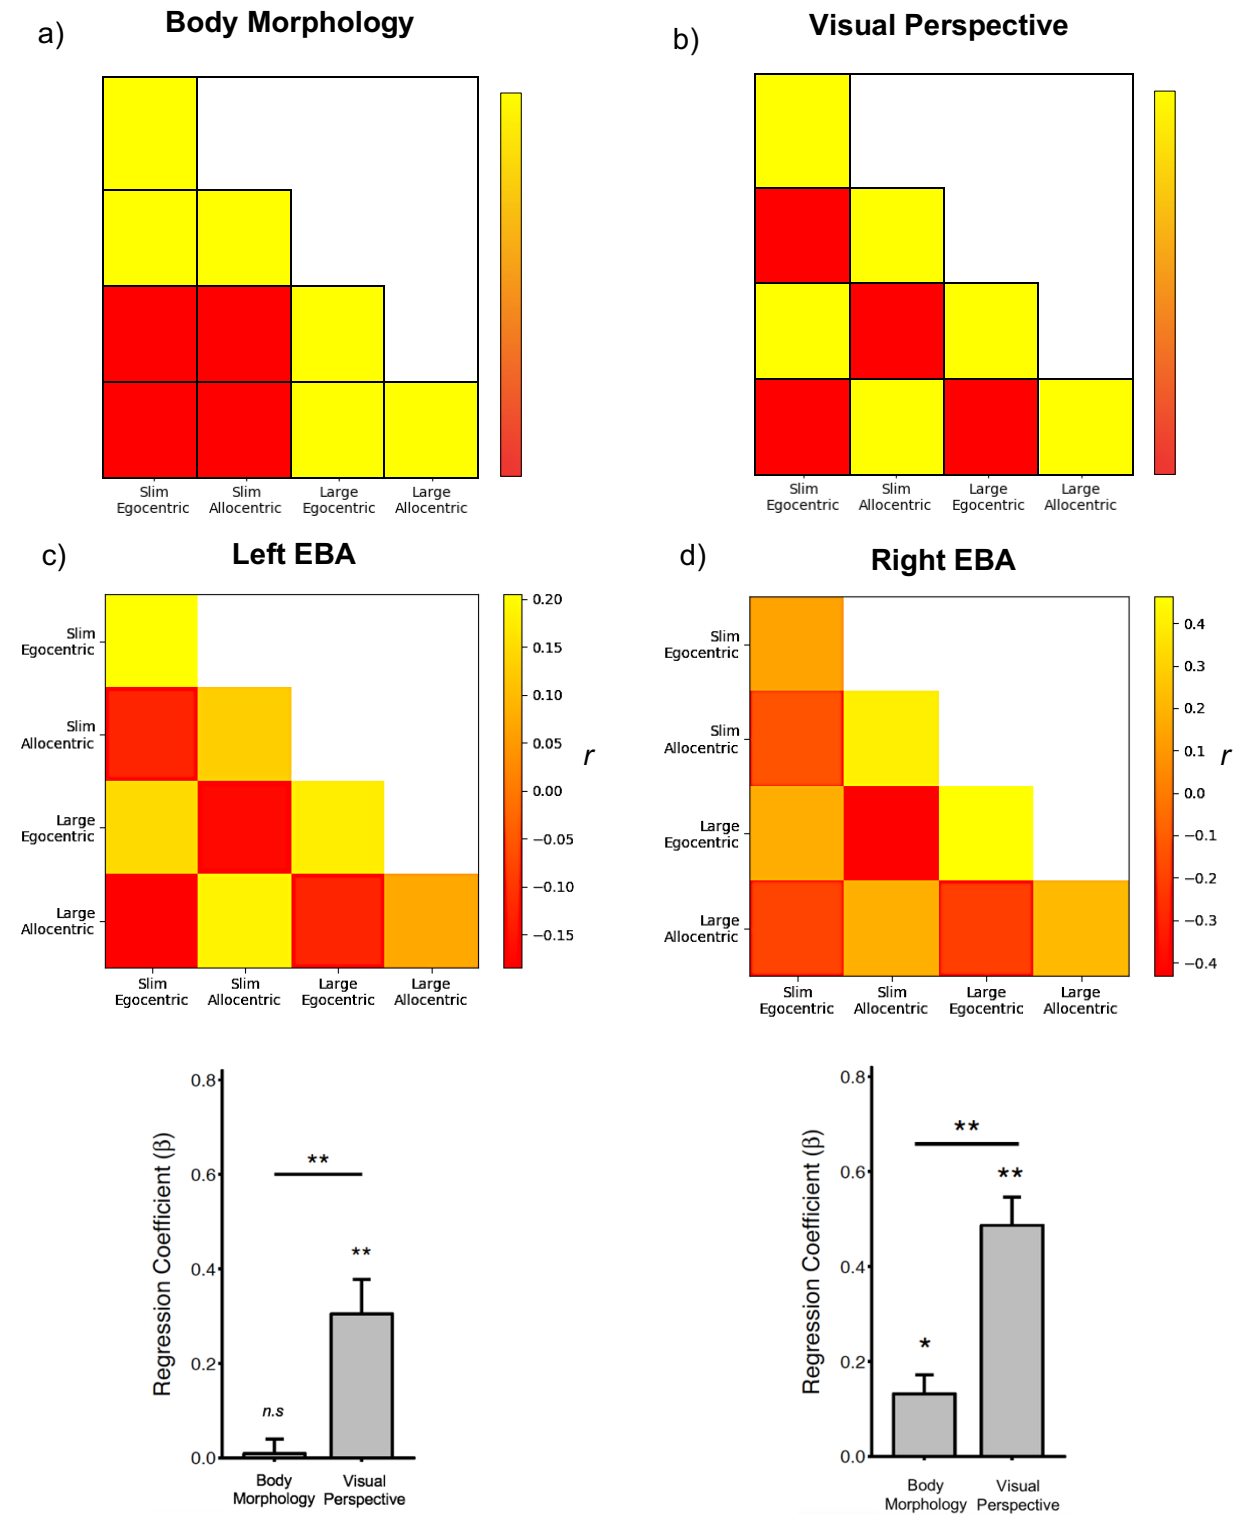 a)
Body Morphology
b)
Visual Perspective
Slim
Egocentric
Slim
Allocentric
Large
Egocentric
Large
Allocentric
Slim
Egocentric
Slim
Allocentric
Large
Egocentric
Large
Allocentric
c)
Left EBA
Slim
Egocentric
Slim
Allocentric
Large
Egocentric
Large
Allocentric
Slim
Egocentric
Slim
Allocentric
Large
Egocentric
Large
Allocentric
0.20
0.15
0.10
0.05
0.00
−0.05
−0.10
−0.15
r
d)
Right EBA
Slim
Egocentric
Slim
Allocentric
Large
Egocentric
Large
Allocentric
Slim
Egocentric
Slim
Allocentric
Large
Egocentric
Large
Allocentric
0.4
0.3
0.2
0.1
0.0
−0.1
−0.2
−0.3
−0.4
r
Regression Coefficient (β)
0.8
0.6
0.4
0.2
0.0
**
**
n.s
Body
Morphology
Visual
Perspective
Regression Coefficient (β)
0.8
0.6
0.4
0.2
0.0
**
**
*
Body
Morphology
Visual
Perspective